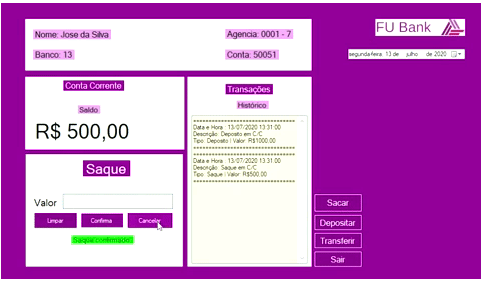 Nome: Jose da Silva
Agencia: 0001 - 7
Banco: 13
Conta: 50051
FU Bank
segunda-feira, 13 de julho de 2020
Conta Corrente
Saldo
R$ 500,00
Transações
Histórico
**********************************
Data e Hora : 13/07/2020 13:31:00
Descrição: Deposito em C/C
Tipo: Deposito | Valor: R$1000.00
**********************************
**********************************
Data e Hora : 13/07/2020 13:31:00
Descrição: Saque em C/C
Tipo: Saque | Valor: R$500.00
**********************************
Saque
Valor
Limpar
Confirma
Cancelar
Saque confirmado
Sacar
Depositar
Transferir
Sair